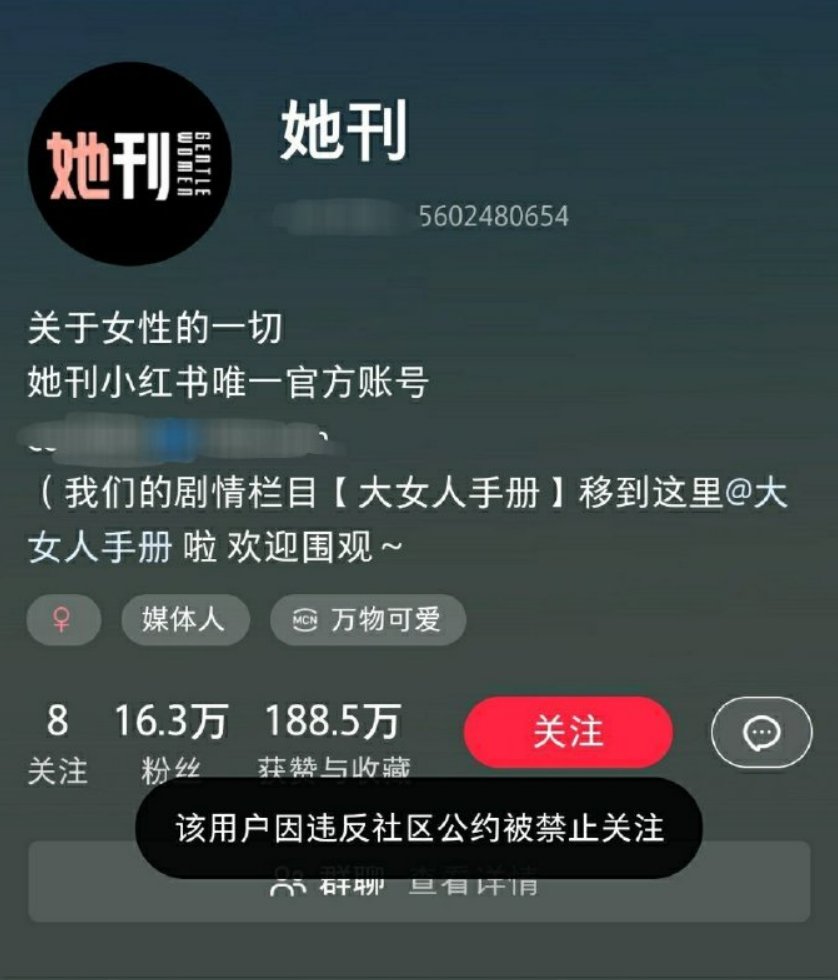 她刊
GENTLE
WOMEN
她刊
5602480654
关于女性的一切
她刊小红书唯一官方账号
（我们的剧情栏目【大女人手册】移到这里@大
女人手册 啦 欢迎围观～
♀ 媒体人 MCN 万物可爱
8 16.3万 188.5万 关注
关注 粉丝 获赞与收藏
该用户因违反社区公约被禁止关注
群聊 查看详情